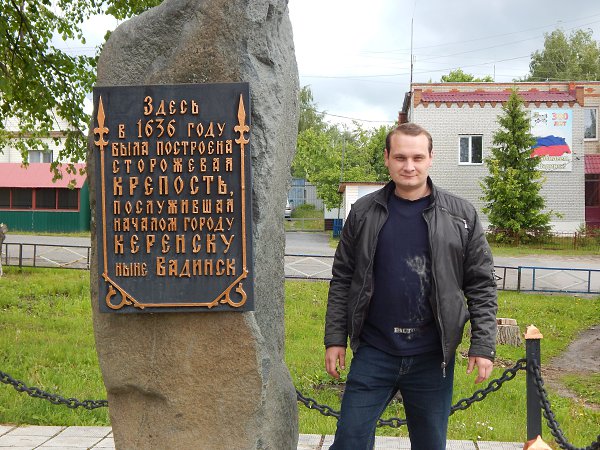 Здесь
в 1636 году
была построена
сторожевая
крепость,
послужившая
началом городу
Керенску
ныне Вадинск